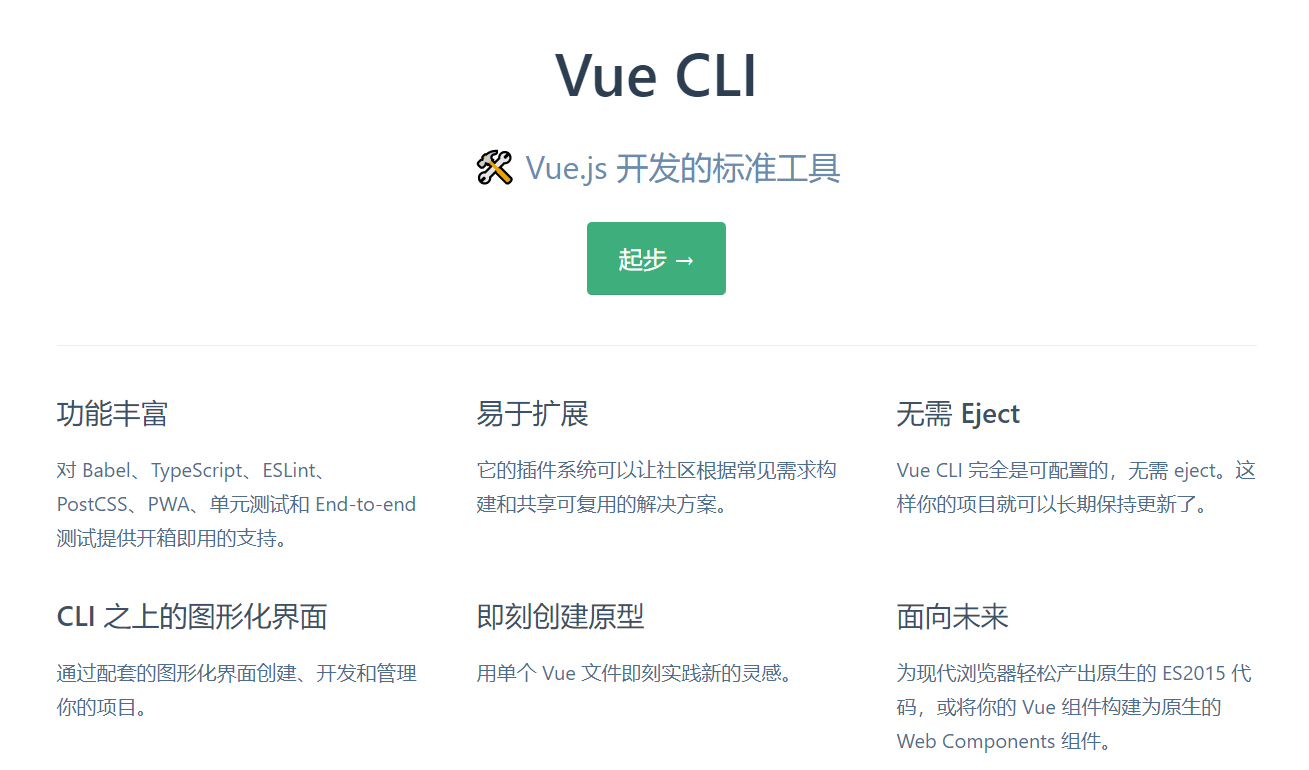 Vue CLI
🛠️ Vue.js 开发的标准工具
起步 →
功能丰富
对 Babel、TypeScript、ESLint、
PostCSS、PWA、单元测试和 End-to-end
测试提供开箱即用的支持。
易于扩展
它的插件系统可以让社区根据常见需求构
建和共享可复用的解决方案。
无需 Eject
Vue CLI 完全是可配置的，无需 eject。这
样你的项目就可以长期保持更新了。
CLI 之上的图形化界面
通过配套的图形化界面创建、开发和管理
你的项目。
即刻创建原型
用单个 Vue 文件即刻实践新的灵感。
面向未来
为现代浏览器轻松产出原生的 ES2015 代
码，或将你的 Vue 组件构建为原生的
Web Components 组件。